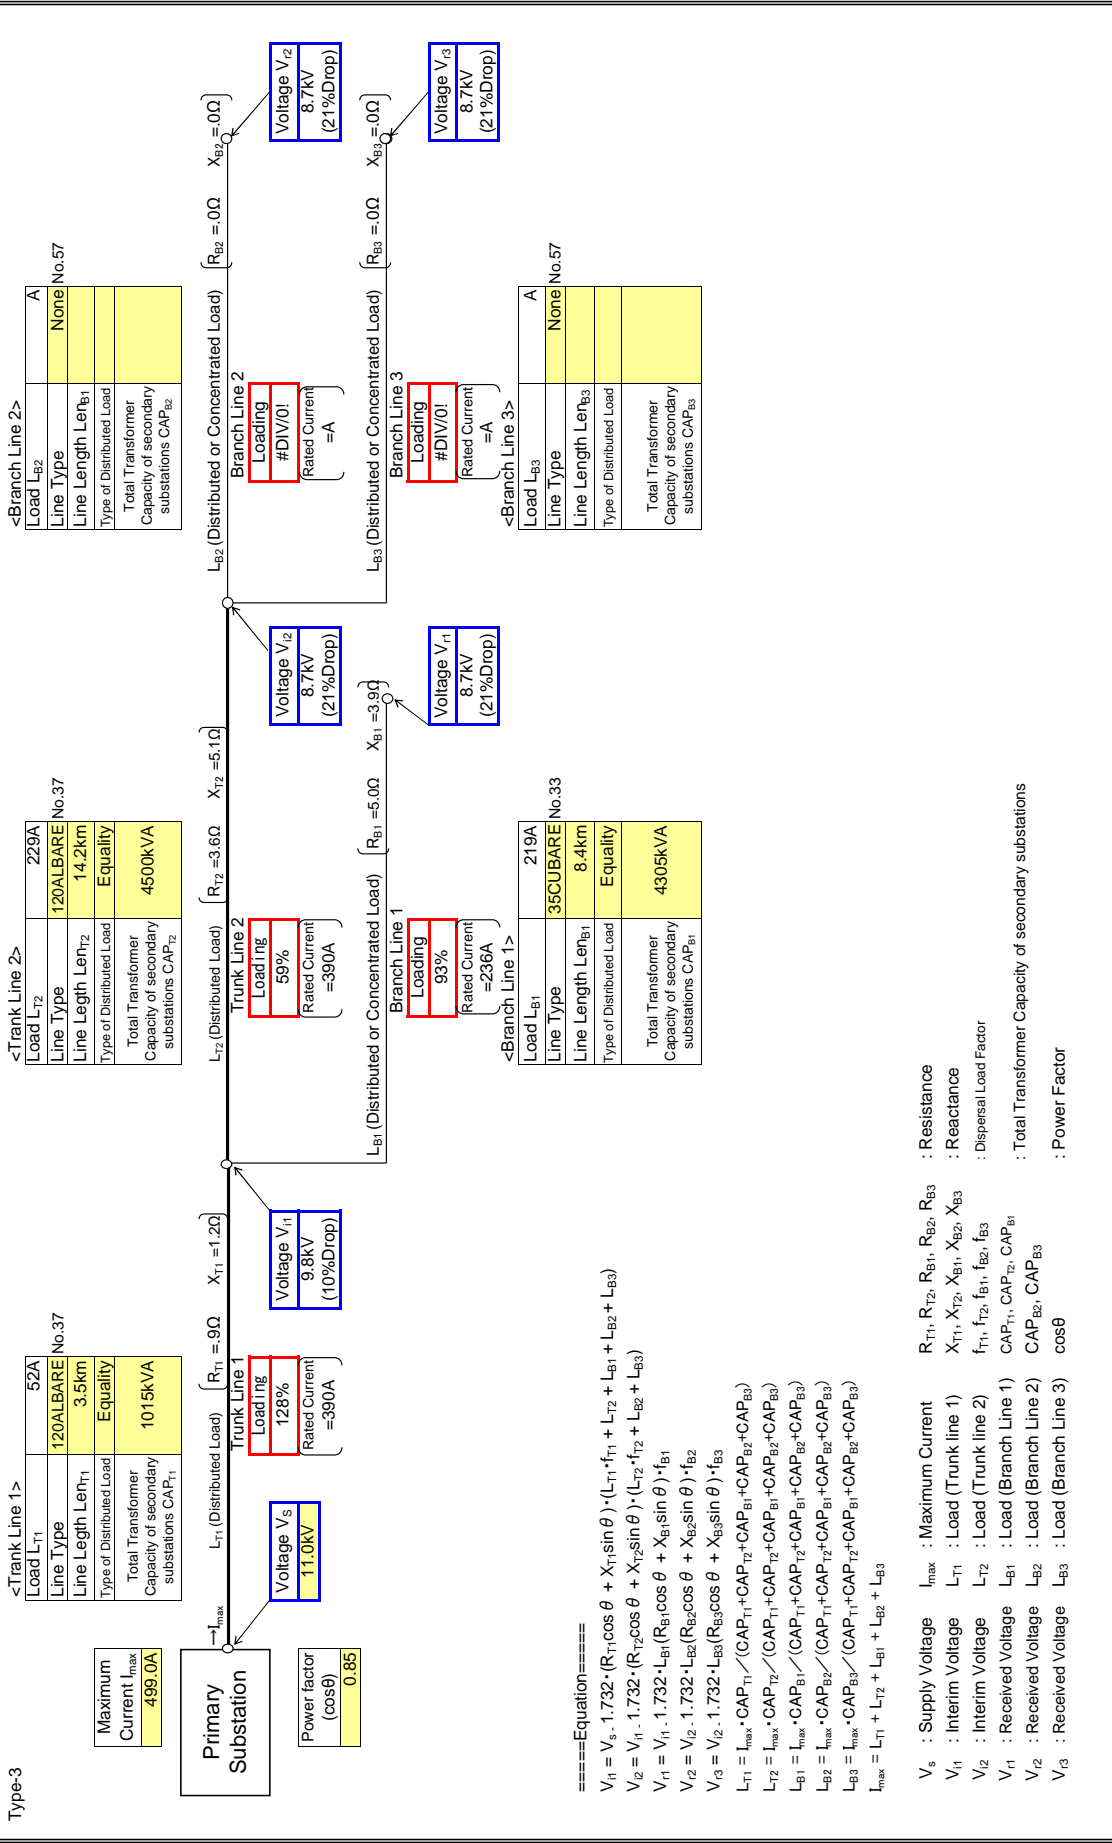 Type-3
Maximum
Current Imax
499.0A
Primary
Substation
Power factor
(cosθ)
0.85
→Imax
Voltage VS
11.0kV
<Trank Line 1>
Load LT1 52A
Line Type 120ALBARE No.37
Line Legth LenT1 3.5km
Type of Distributed Load Equality
Total Transformer
Capacity of secondary
substations CAPT1
1015kVA
LT1 (Distributed Load)
RT1 =.9Ω XT1 =1.2Ω
Trunk Line 1
Loading
128%
Rated Current
=390A
Voltage Vi1
9.8kV
(10%Drop)
<Trank Line 2>
Load LT2 229A
Line Type 120ALBARE No.37
Line Length LenT2 14.2km
Type of Distributed Load Equality
Total Transformer
Capacity of secondary
substations CAPT2
4500kVA
LT2 (Distributed Load)
RT2 =3.6Ω XT2 =5.1Ω
Trunk Line 2
Loading
59%
Rated Current
=390A
Voltage Vi2
8.7kV
(21%Drop)
LB1 (Distributed or Concentrated Load)
RB1 =5.0Ω XB1 =3.9Ω
Branch Line 1
Loading
93%
Rated Current
=236A
Voltage Vr1
8.7kV
(21%Drop)
<Branch Line 1>
Load LB1 219A
Line Type 35CUBARE No.33
Line Length LenB1 8.4km
Type of Distributed Load Equality
Total Transformer
Capacity of secondary
substations CAPB1
4305kVA
<Branch Line 2>
Load LB2 A
Line Type None No.57
Line Length LenB1
Type of Distributed Load
Total Transformer
Capacity of secondary
substations CAPB2
LB2 (Distributed or Concentrated Load)
RB2 =.0Ω XB2 =.0Ω
Branch Line 2
Loading
#DIV/0!
Rated Current
=A
Voltage Vr2
8.7kV
(21%Drop)
LB3 (Distributed or Concentrated Load)
RB3 =.0Ω XB3 =.0Ω
Branch Line 3
Loading
#DIV/0!
Rated Current
=A
Voltage Vr3
8.7kV
(21%Drop)
<Branch Line 3>
Load LB3 A
Line Type None No.57
Line Length LenB3
Type of Distributed Load
Total Transformer
Capacity of secondary
substations CAPB3
=====Equation=====
Vi1 = Vs - 1.732・(RT1cos θ + XT1sin θ)・(LT1・fT1 + LT2 + LB1 + LB2 + LB3)
Vi2 = Vi1 - 1.732・(RT2cos θ + XT2sin θ)・(LT2・fT2 + LB2 + LB3)
Vr1 = Vi1 - 1.732・LB1(RB1cos θ + XB1sin θ)・fB1
Vr2 = Vi2 - 1.732・LB2(RB2cos θ + XB2sin θ)・fB2
Vr3 = Vi2 - 1.732・LB3(RB3cos θ + XB3sin θ)・fB3
LT1 = Imax・CAPT1／(CAPT1+CAPT2+CAPB1+CAPB2+CAPB3)
LT2 = Imax・CAPT2／(CAPT1+CAPT2+CAPB1+CAPB2+CAPB3)
LB1 = Imax・CAPB1／(CAPT1+CAPT2+CAPB1+CAPB2+CAPB3)
LB2 = Imax・CAPB2／(CAPT1+CAPT2+CAPB1+CAPB2+CAPB3)
LB3 = Imax・CAPB3／(CAPT1+CAPT2+CAPB1+CAPB2+CAPB3)
Imax = LT1 + LT2 + LB1 + LB2 + LB3
Vs : Supply Voltage Imax : Maximum Current RT1, RT2, RB1, RB2, RB3 : Resistance
Vi1 : Interim Voltage LT1 : Load (Trunk line 1) XT1, XT2, XB1, XB2, XB3 : Reactance
Vi2 : Interim Voltage LT2 : Load (Trunk line 2) fT1, fT2, fB1, fB2, fB3 : Dispersal Load Factor
Vr1 : Received Voltage LB1 : Load (Branch Line 1) CAPT1, CAPT2, CAPB1
: Total Transformer Capacity of secondary substations
Vr2 : Received Voltage LB2 : Load (Branch Line 2) CAPB2, CAPB3
Vr3 : Received Voltage LB3 : Load (Branch Line 3) cosθ : Power Factor